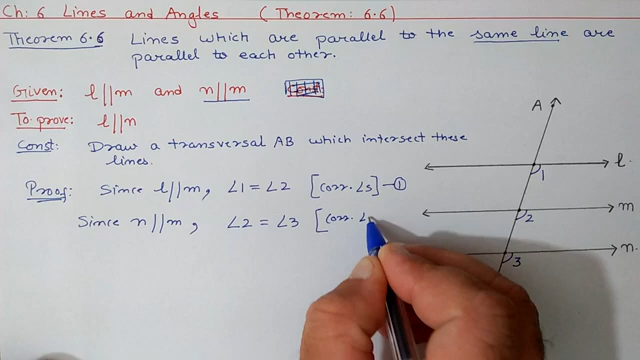 Ch: 6 Lines and Angles (Theorem: 6.6)
Theorem 6.6 Lines which are parallel to the same line are
parallel to each other.
Given: l||m and n||m
To prove: l||n
Const: Draw a transversal AB which intersect these
lines.
Proof: Since l||m, ∠1 = ∠2 [corr. ∠s] –①
Since n||m, ∠2 = ∠3 [corr. ∠
A
l
1
m
2
n
3